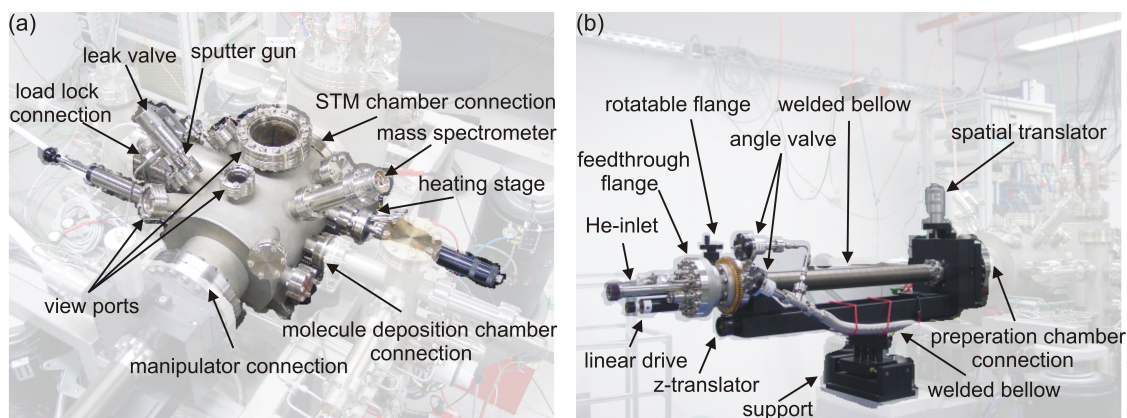 (a)
leak valve
sputter gun
load lock
connection
STM chamber connection
mass spectrometer
heating stage
view ports
molecule deposition chamber
connection
manipulator connection
(b)
rotatable flange
welded bellow
angle valve
spatial translator
feedthrough
flange
He-inlet
linear drive
z-translator
support
preperation chamber
connection
welded bellow